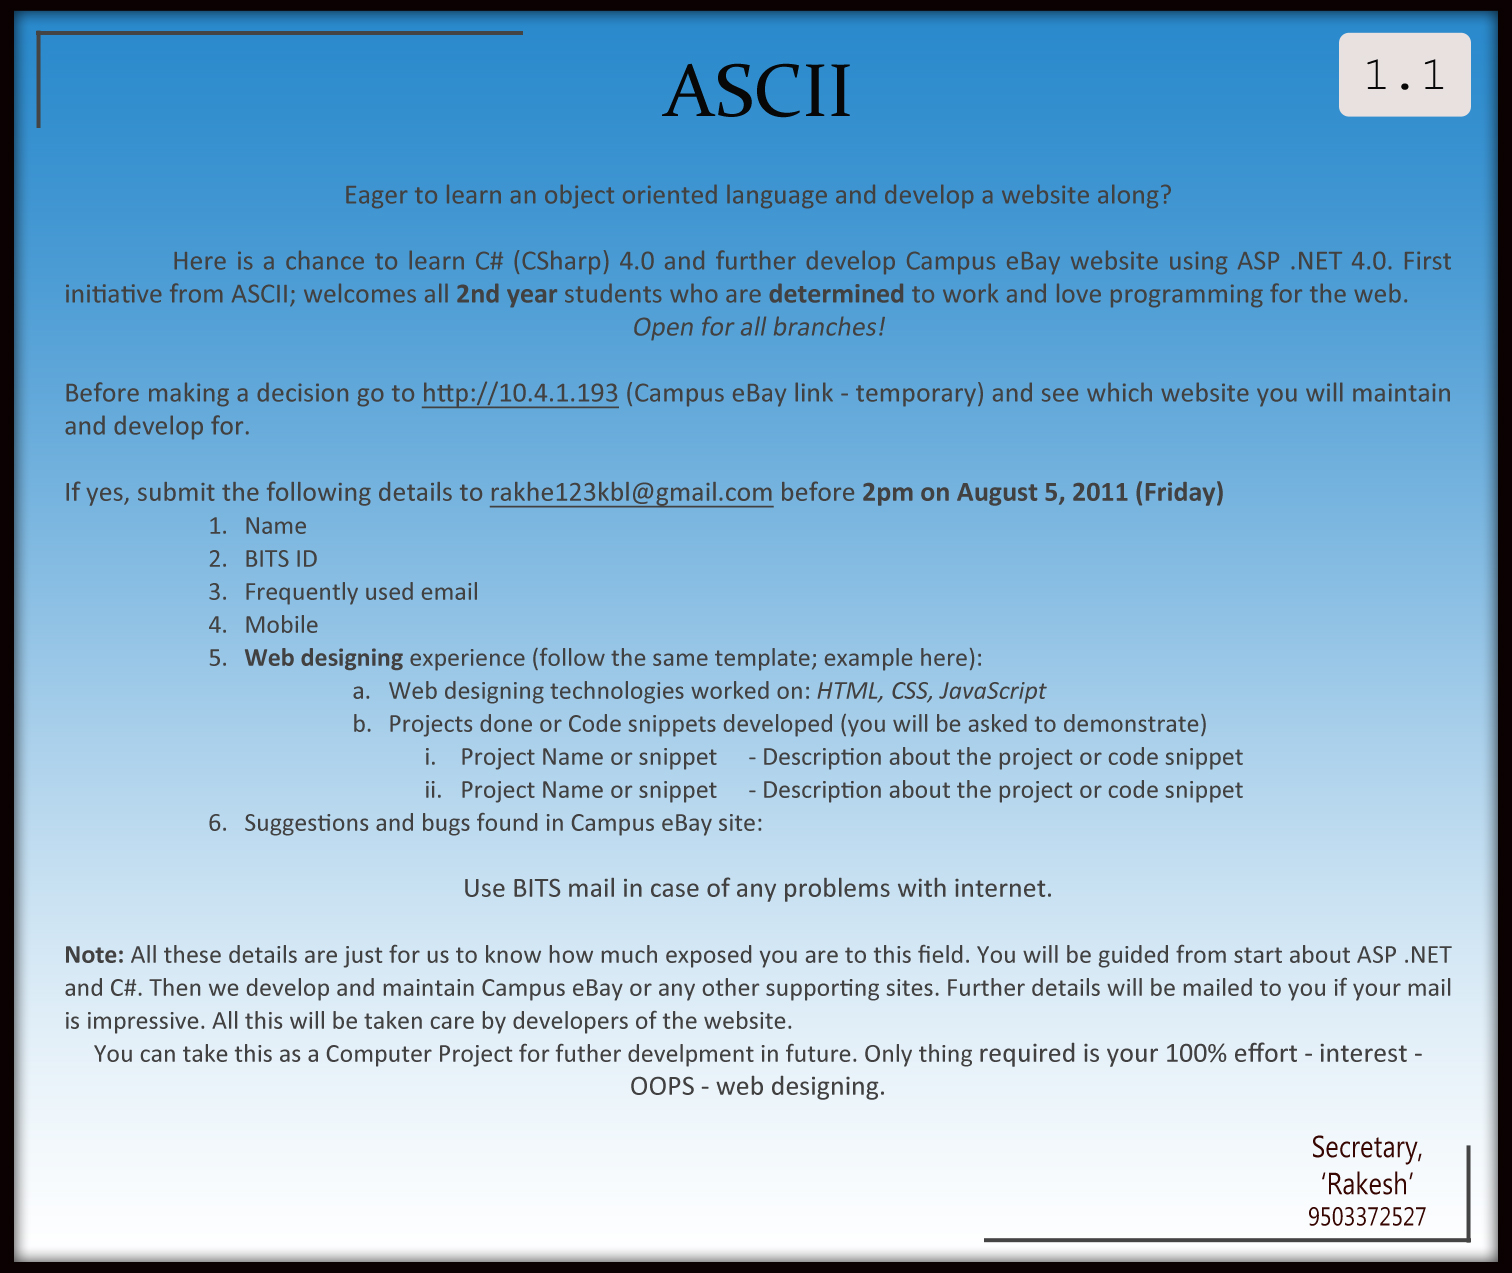 ASCII
1.1
Eager to learn an object oriented language and develop a website along?
Here is a chance to learn C# (CSharp) 4.0 and further develop Campus eBay website using ASP .NET 4.0. First
initiative from ASCII; welcomes all 2nd year students who are determined to work and love programming for the web.
Open for all branches!
Before making a decision go to http://10.4.1.193 (Campus eBay link - temporary) and see which website you will maintain
and develop for.
If yes, submit the following details to rakhe123kbl@gmail.com before 2pm on August 5, 2011 (Friday)
1. Name
2. BITS ID
3. Frequently used email
4. Mobile
5. Web designing experience (follow the same template; example here):
a. Web designing technologies worked on: HTML, CSS, JavaScript
b. Projects done or Code snippets developed (you will be asked to demonstrate)
i. Project Name or snippet - Description about the project or code snippet
ii. Project Name or snippet - Description about the project or code snippet
6. Suggestions and bugs found in Campus eBay site:
Use BITS mail in case of any problems with internet.
Note: All these details are just for us to know how much exposed you are to this field. You will be guided from start about ASP .NET
and C#. Then we develop and maintain Campus eBay or any other supporting sites. Further details will be mailed to you if your mail
is impressive. All this will be taken care by developers of the website.
You can take this as a Computer Project for futher develpment in future. Only thing required is your 100% effort - interest -
OOPS - web designing.
Secretary,
‘Rakesh’
9503372527